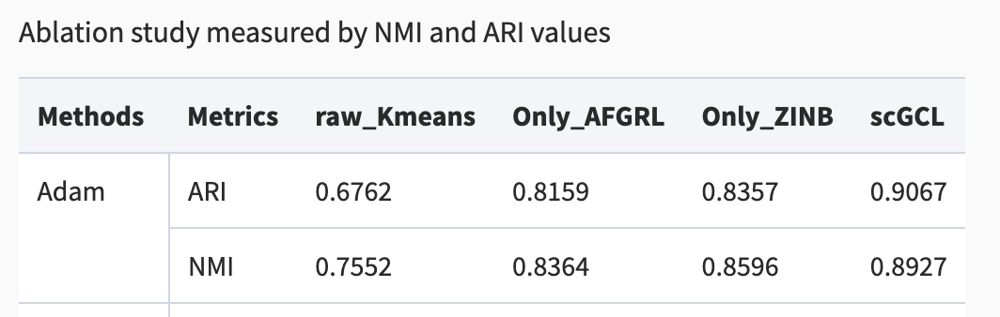 Ablation study measured by NMI and ARI values
Methods Metrics raw_Kmeans Only_AFGRL Only_ZINB scGCL
Adam ARI 0.6762 0.8159 0.8357 0.9067
NMI 0.7552 0.8364 0.8596 0.8927